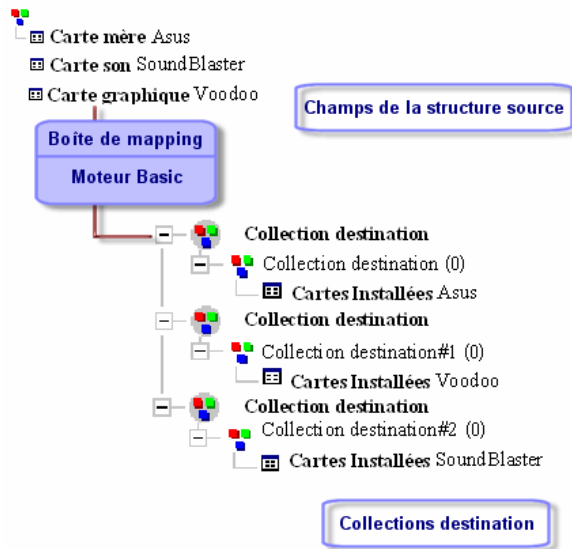 Carte mère Asus
Carte son SoundBlaster
Carte graphique Voodoo
Champs de la structure source
Boîte de mapping
Moteur Basic
Collection destination
Collection destination (0)
Cartes Installées Asus
Collection destination
Collection destination#1 (0)
Cartes Installées Voodoo
Collection destination
Collection destination#2 (0)
Cartes Installées SoundBlaster
Collections destination